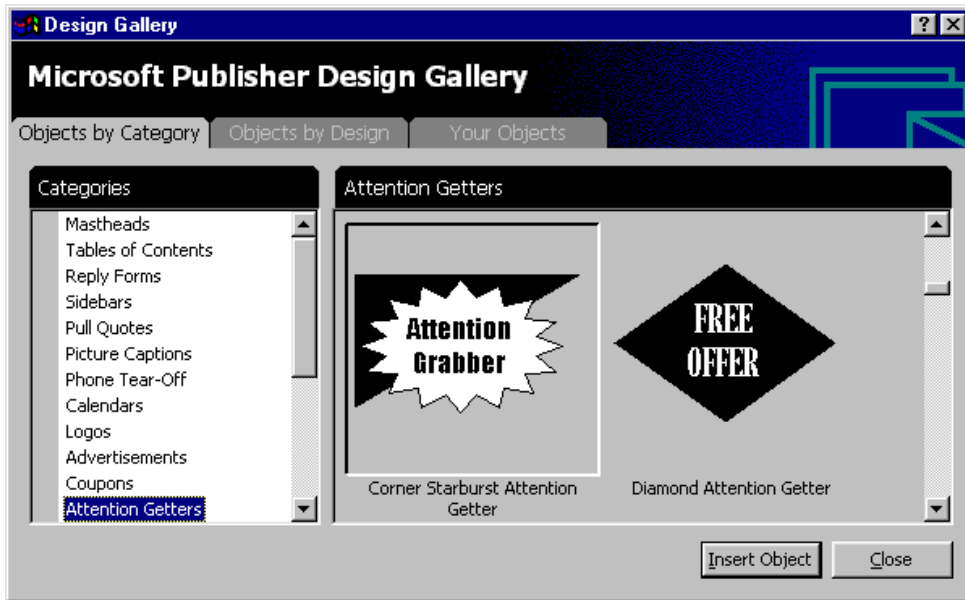 Design Gallery
Microsoft Publisher Design Gallery
Objects by Category
Objects by Design
Your Objects
Categories
Mastheads
Tables of Contents
Reply Forms
Sidebars
Pull Quotes
Picture Captions
Phone Tear-Off
Calendars
Logos
Advertisements
Coupons
Attention Getters
Attention Getters
Attention
Grabber
Corner Starburst Attention
Getter
FREE
OFFER
Diamond Attention Getter
Insert Object
Close